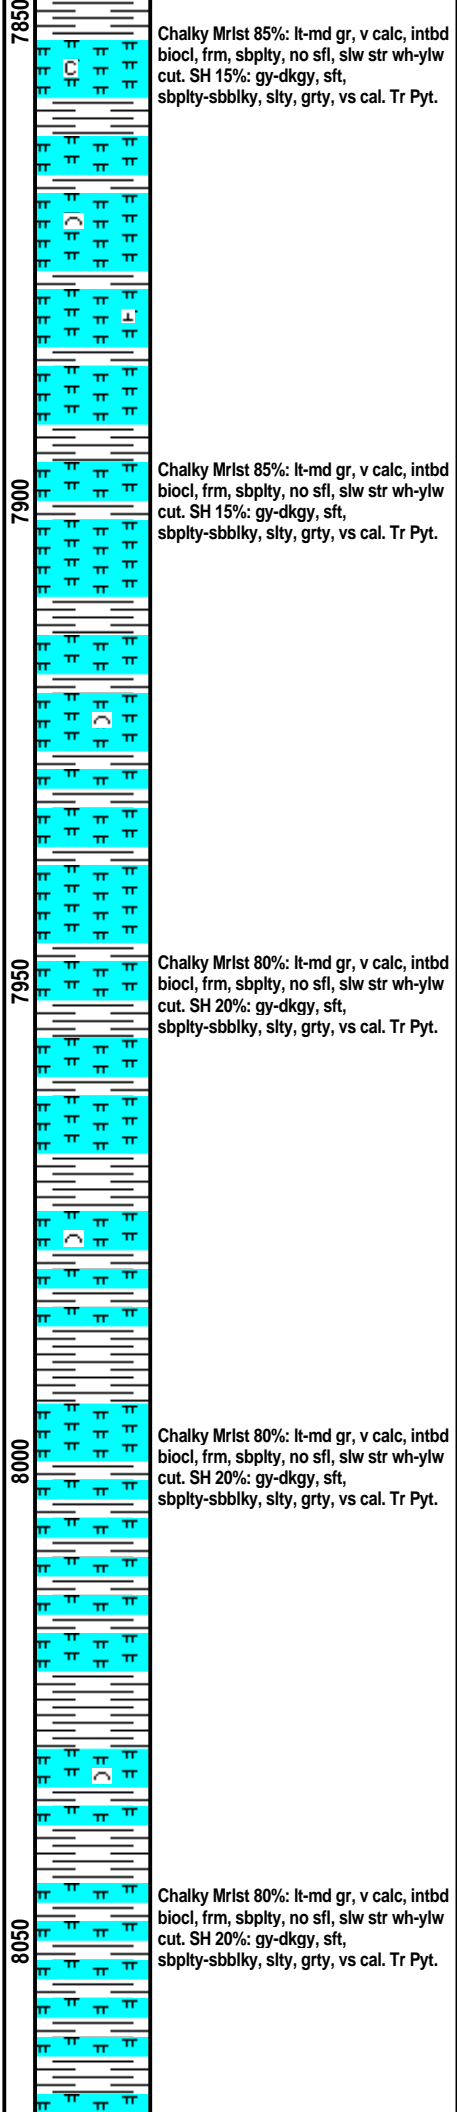 7850
Chalky Mrlst 85%: lt-md gr, v calc, intbd
biocl, frm, sbplty, no sfl, slw str wh-ylw
cut. SH 15%: gy-dkgy, sft,
sbplty-sbblky, slty, grty, vs cal. Tr Pyt.
C
7900
Chalky Mrlst 85%: lt-md gr, v calc, intbd
biocl, frm, sbplty, no sfl, slw str wh-ylw
cut. SH 15%: gy-dkgy, sft,
sbplty-sbblky, slty, grty, vs cal. Tr Pyt.
7950
Chalky Mrlst 80%: lt-md gr, v calc, intbd
biocl, frm, sbplty, no sfl, slw str wh-ylw
cut. SH 20%: gy-dkgy, sft,
sbplty-sbblky, slty, grty, vs cal. Tr Pyt.
8000
Chalky Mrlst 80%: lt-md gr, v calc, intbd
biocl, frm, sbplty, no sfl, slw str wh-ylw
cut. SH 20%: gy-dkgy, sft,
sbplty-sbblky, slty, grty, vs cal. Tr Pyt.
8050
Chalky Mrlst 80%: lt-md gr, v calc, intbd
biocl, frm, sbplty, no sfl, slw str wh-ylw
cut. SH 20%: gy-dkgy, sft,
sbplty-sbblky, slty, grty, vs cal. Tr Pyt.